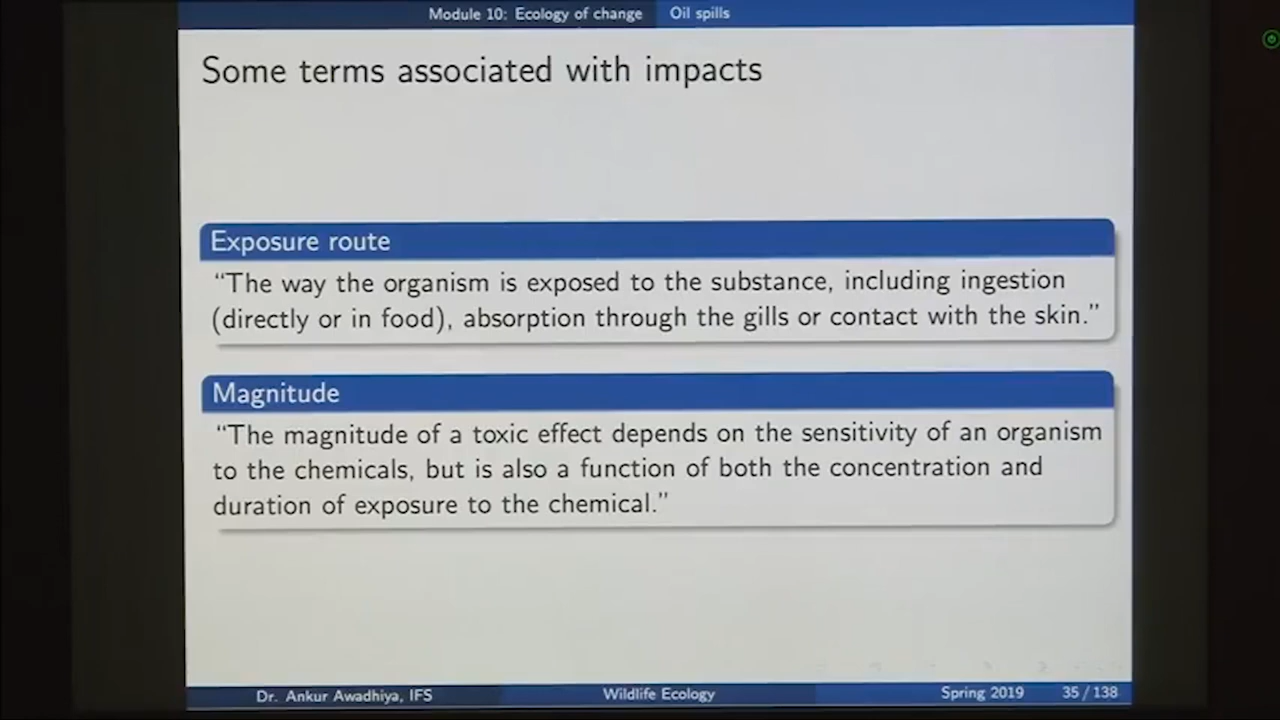 Module 10: Ecology of change Oil spills
Some terms associated with impacts
Exposure route
“The way the organism is exposed to the substance, including ingestion
(directly or in food), absorption through the gills or contact with the skin.”
Magnitude
“The magnitude of a toxic effect depends on the sensitivity of an organism
to the chemicals, but is also a function of both the concentration and
duration of exposure to the chemical.”
Dr. Ankur Awadhiya, IFS Wildlife Ecology Spring 2019 35 / 138